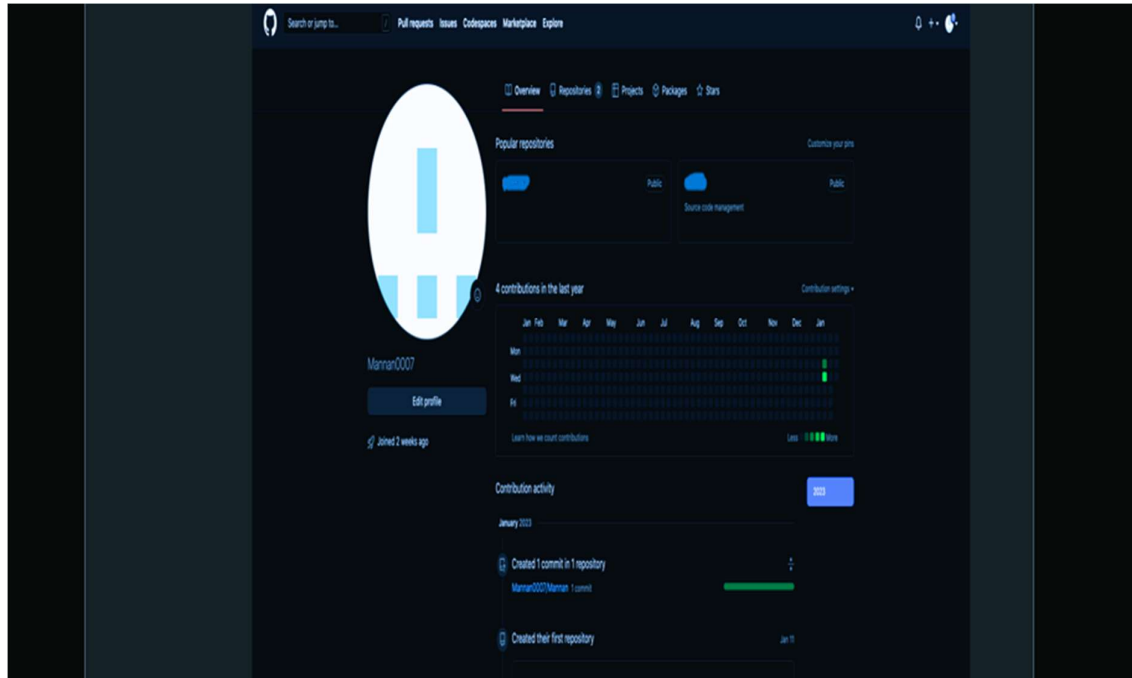 Search or jump to... /
Pull requests Issues Codespaces Marketplace Explore
Overview Repositories 2 Projects Packages Stars
Popular repositories Customize your pins
Public
Public
Source code management
4 contributions in the last year Contribution settings
Jan Feb Mar Apr May Jun Jul Aug Sep Oct Nov Dec Jan
Mon
Wed
Fri
Learn how we count contributions Less More
Mannan0007
Edit profile
Joined 2 weeks ago
Contribution activity 2023
January 2023
Created 1 commit in 1 repository
Mannan0007/Mannan 1 commit
Created their first repository Jan 11